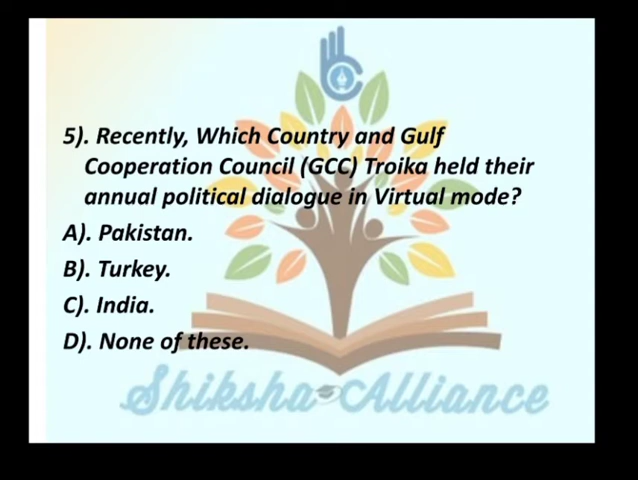 5). Recently, Which Country and Gulf
Cooperation Council (GCC) Troika held their
annual political dialogue in Virtual mode?
A). Pakistan.
B). Turkey.
C). India.
D). None of these.
Shiksha Alliance